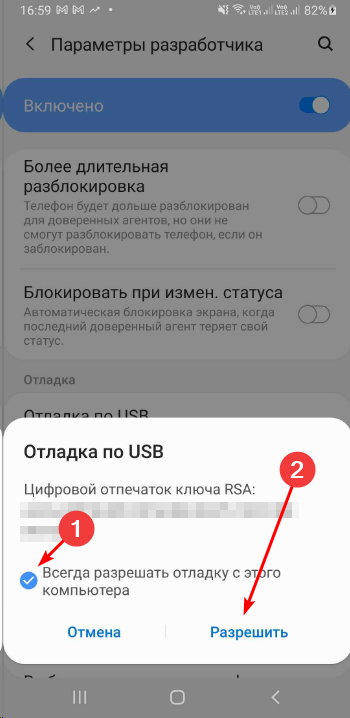 16:59
82%
Параметры разработчика
Включено
Более длительная
разблокировка
Телефон будет дольше разблокирован
для доверенных агентов, но они не
смогут разблокировать телефон, если он
заблокирован.
Блокировать при измен. статуса
Автоматическая блокировка экрана, когда
последний доверенный агент теряет свой
статус.
Отладка
Отладка по USB
Отладка по USB
2
Цифровой отпечаток ключа RSA:
1
Всегда разрешать отладку с этого
компьютера
Отмена
Разрешить